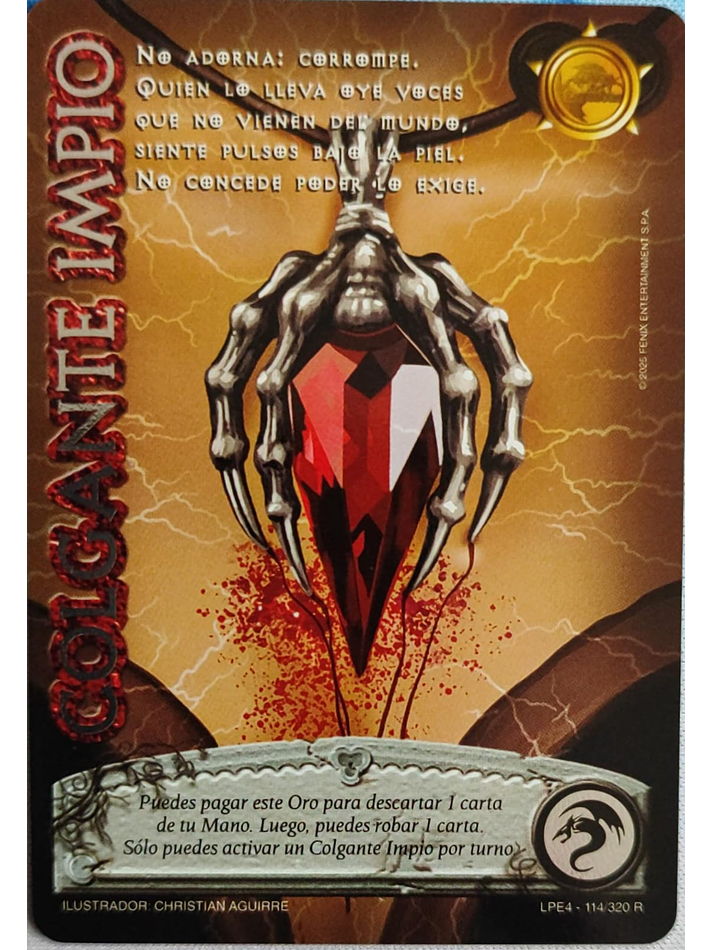 COLGANTE IMPIO
No adorna: corrompe.
Quien lo lleva oye voces
que no vienen del mundo,
siente pulsos bajo la piel.
No concede poder lo exige.
© 2025 FENIX ENTERTAINMENT S.P.A.
Puedes pagar este Oro para descartar 1 carta
de tu Mano. Luego, puedes robar 1 carta.
Sólo puedes activar un Colgante Impío por turno
ILUSTRADOR: CHRISTIAN AGUIRRE
LPE4 - 114/320 R